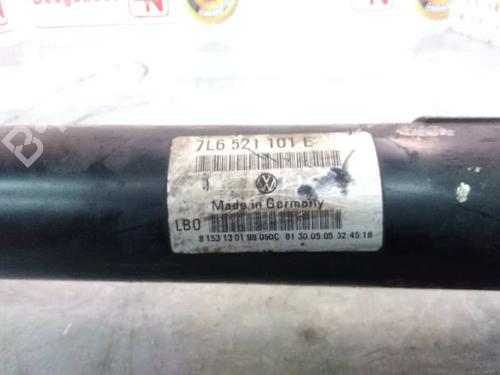 7L6 521 101 E
Made in Germany
LBO
8 153 13 01 98 050C 81 30.05.05 02:45:18